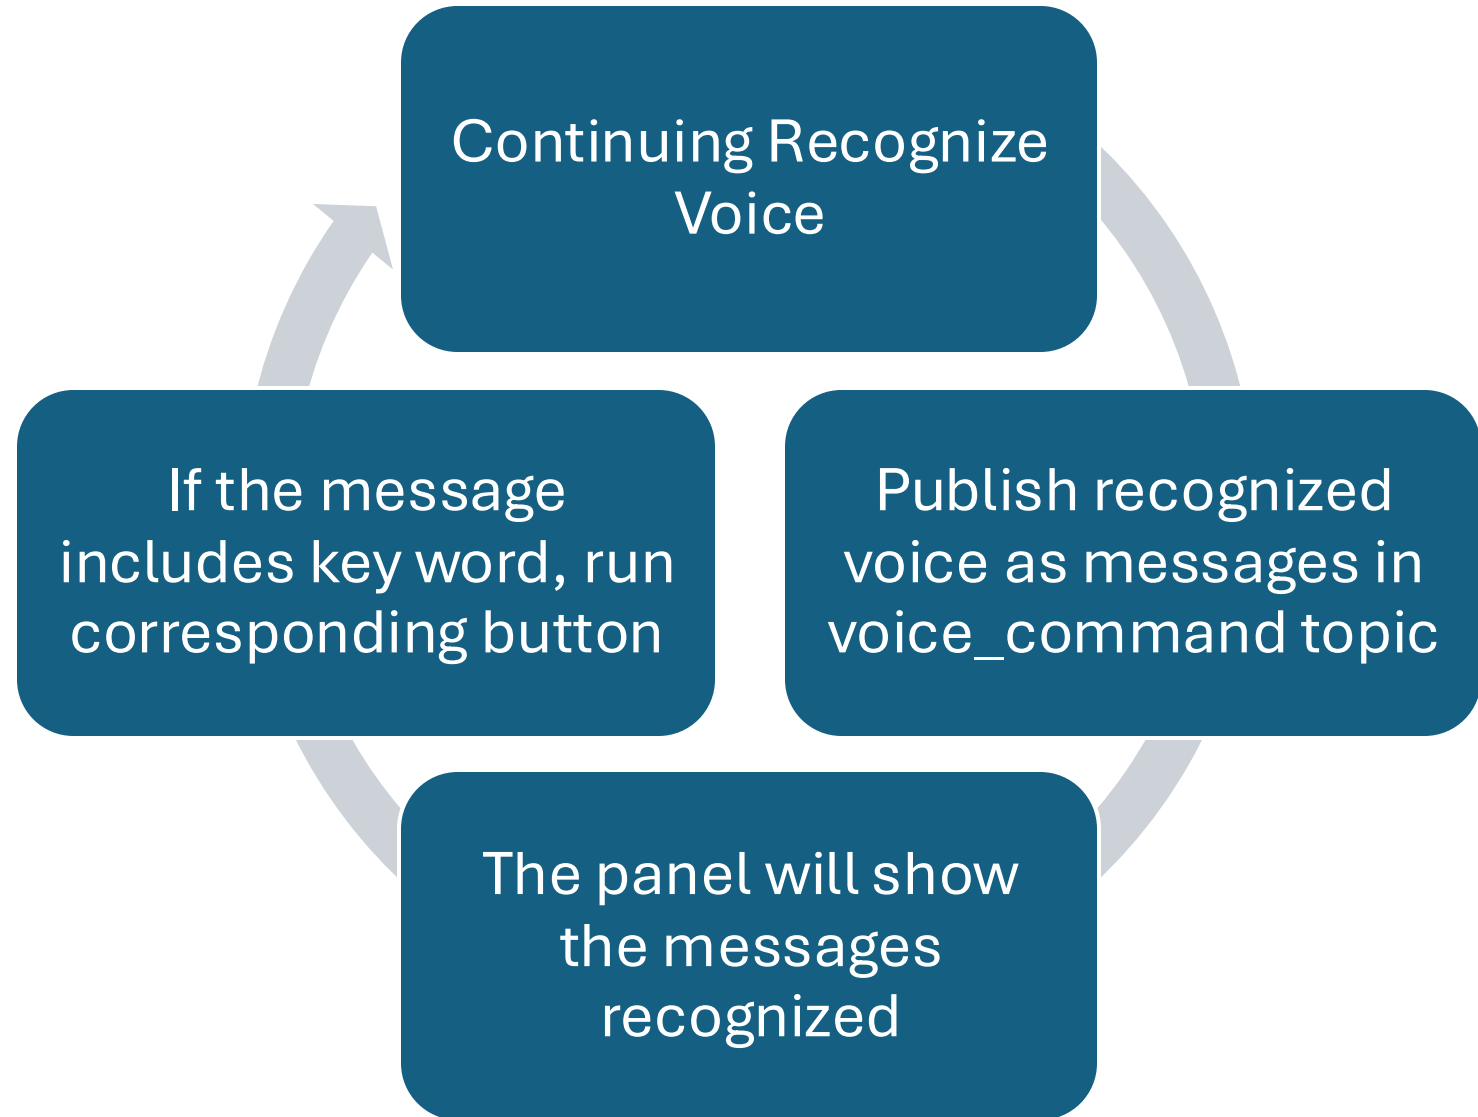 Continuing Recognize
Voice
Publish recognized
voice as messages in
voice_command topic
The panel will show
the messages
recognized
If the message
includes key word, run
corresponding button